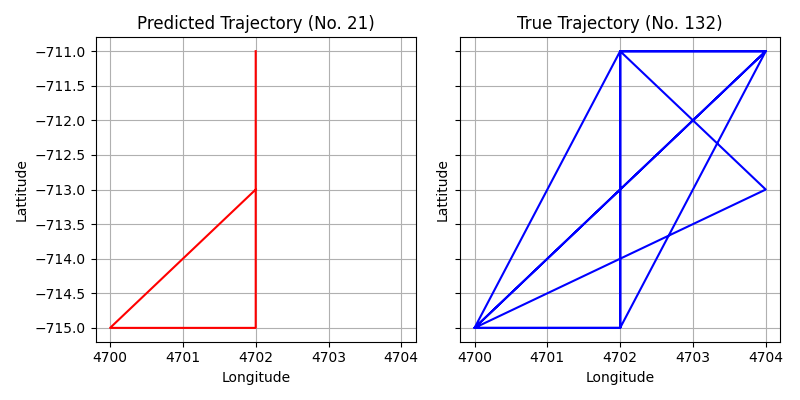 Predicted Trajectory (No. 21)
True Trajectory (No. 132)
Lattitude
−711.0
−711.5
−712.0
−712.5
−713.0
−713.5
−714.0
−714.5
−715.0
4700 4701 4702 4703 4704
Longitude
Lattitude
4700 4701 4702 4703 4704
Longitude